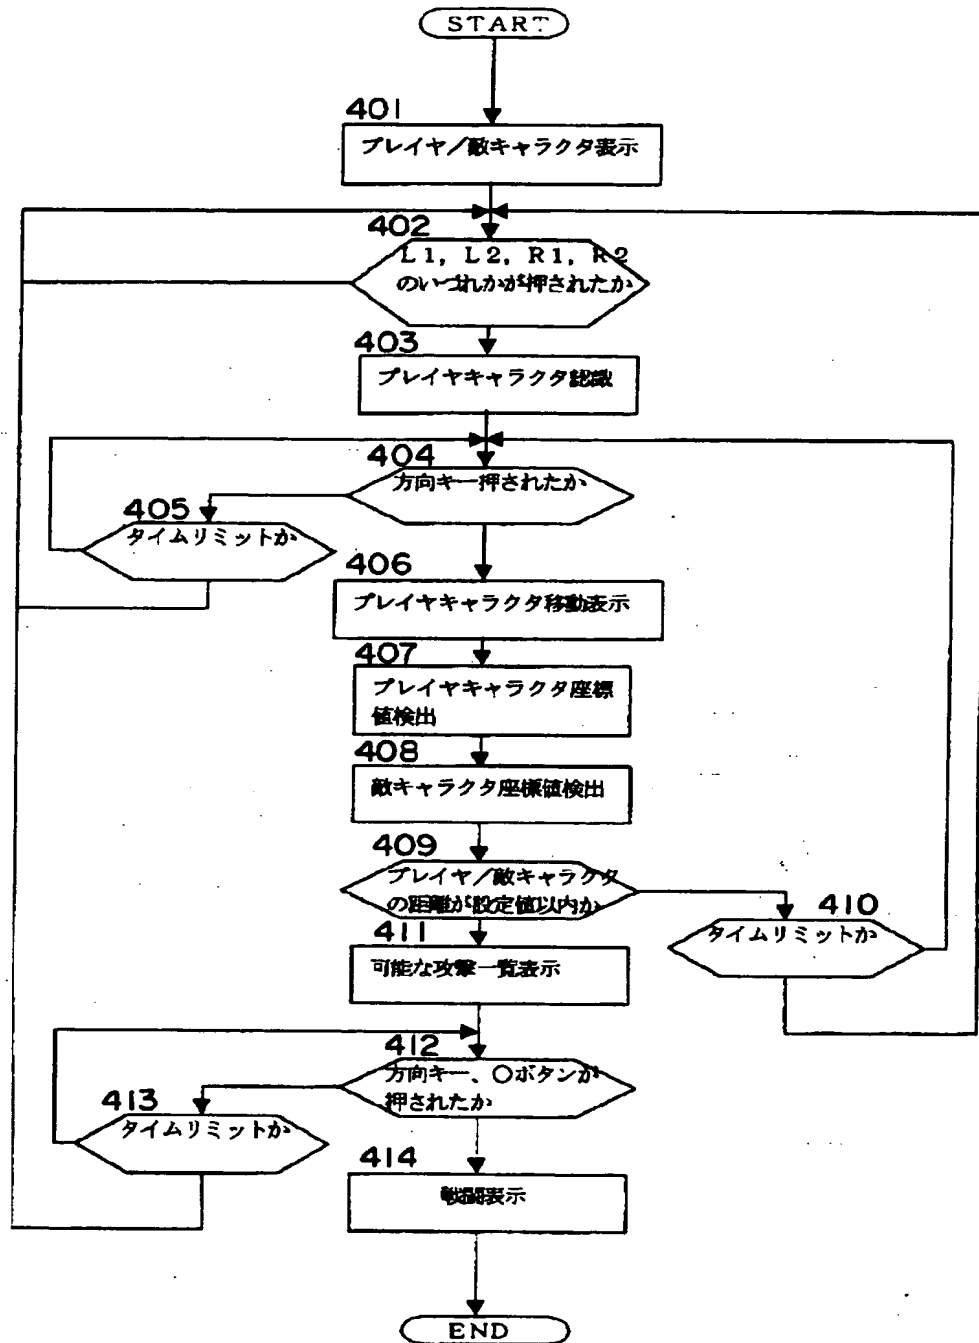 START
401
プレイヤ／敵キャラクタ表示
402
L1，L2，R1，R2
のいづれかが押されたか
403
プレイヤキャラクタ認識
404
方向キー押されたか
405
タイムリミットか
406
プレイヤキャラクタ移動表示
407
プレイヤキャラクタ座標
値検出
408
敵キャラクタ座標値検出
409
プレイヤ／敵キャラクタ
の距離が設定値以内か
410
タイムリミットか
411
可能な攻撃一覧表示
412
方向キー、○ボタンが
押されたか
413
タイムリミットか
414
戦闘表示
END